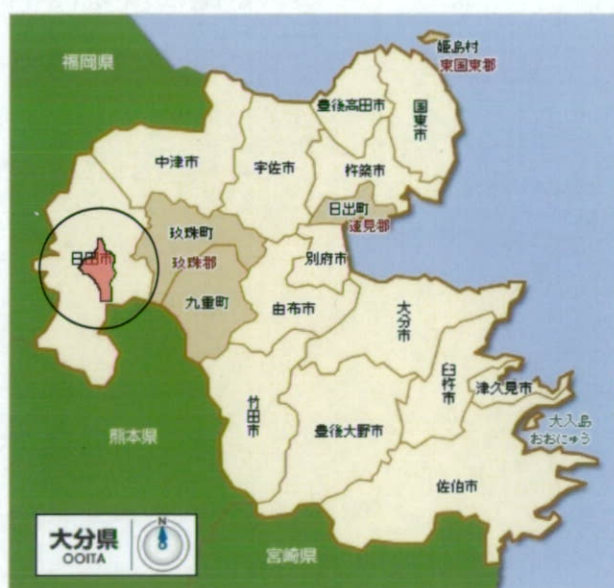 福岡県
姫島村
東国東郡
豊後高田市
国東市
中津市
宇佐市
杵築市
日出町
速見郡
玖珠町
日田市
玖珠郡
別府市
九重町
由布市
大分市
臼杵市
津久見市
竹田市
豊後大野市
大入島
おおにゅう
熊本県
佐伯市
大分県
OOITA
N
宮崎県